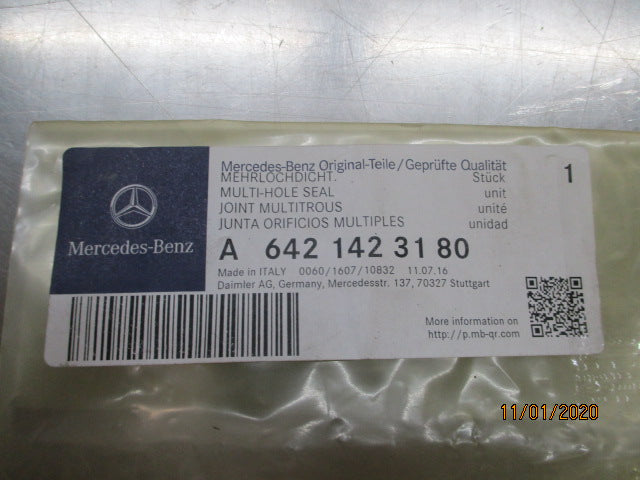 Mercedes-Benz
Mercedes-Benz Original-Teile/Geprüfte Qualität
MEHRLOCHDICHT. Stück 1
MULTI-HOLE SEAL unit
JOINT MULTITROUS unité
JUNTA ORIFICIOS MULTIPLES unidad
A 642 142 31 80
Made in ITALY 0060/1607/10832 11.07.16
Daimler AG, Germany, Mercedesstr. 137, 70327 Stuttgart
More information on
http://p.mb-qr.com
11/01/2020